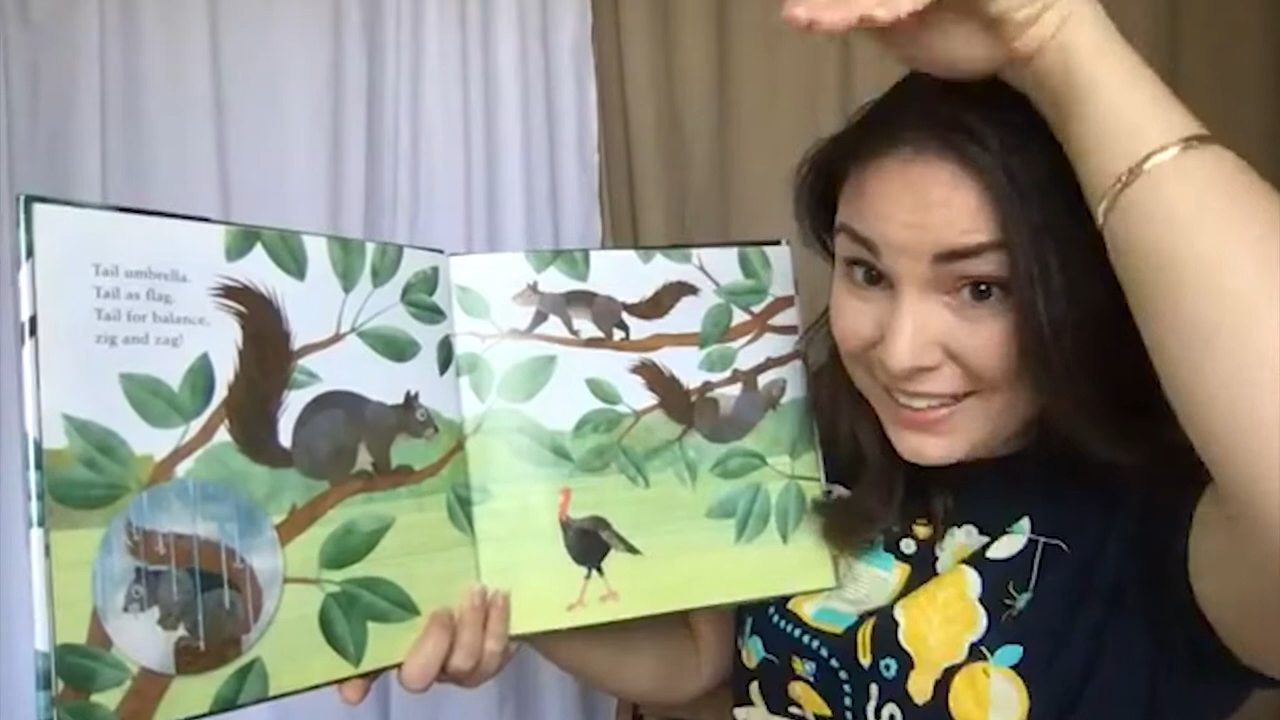 Tail umbrella.
Tail as flag.
Tail for balance,
zig and zag!